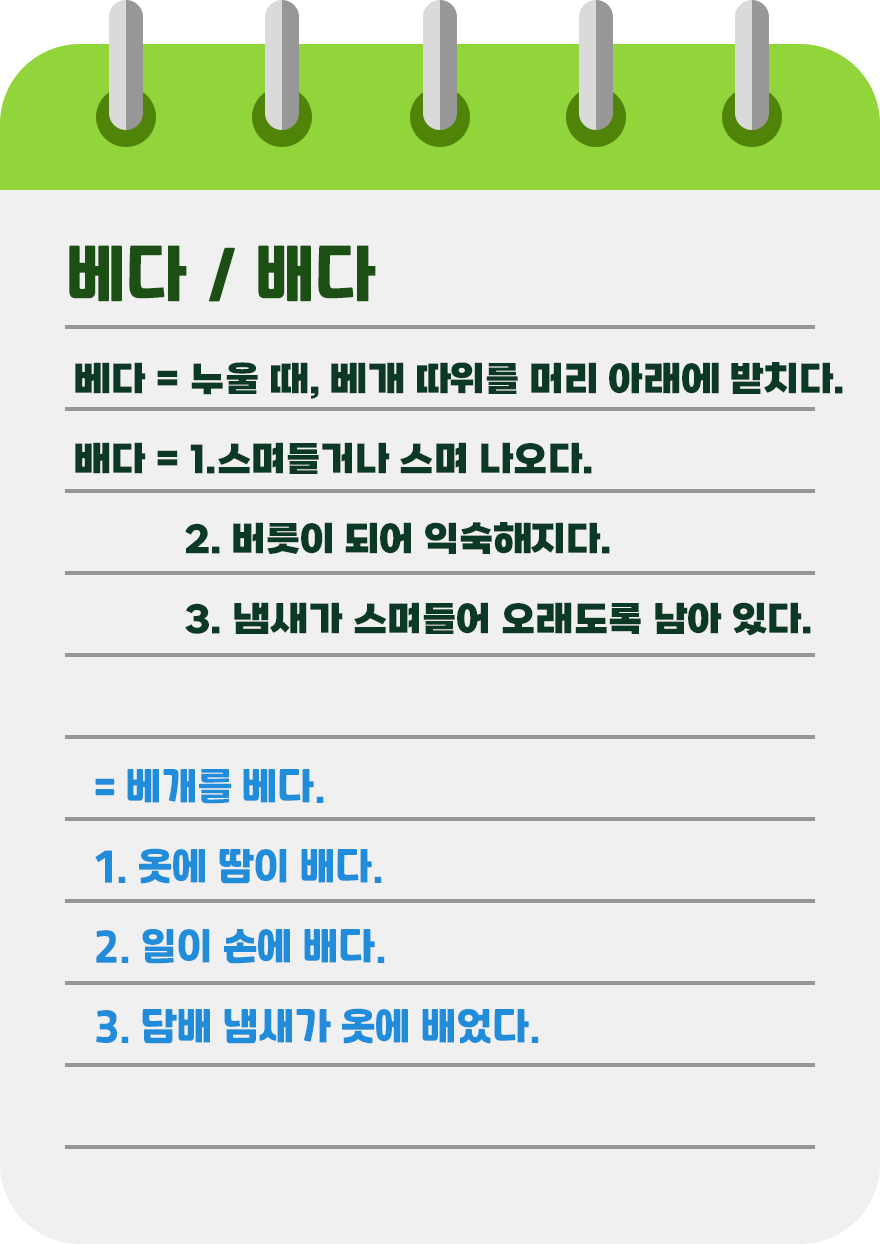 베다 / 배다
베다 = 누울 때, 베개 따위를 머리 아래에 받치다.
배다 = 1.스며들거나 스며 나오다.
2. 버릇이 되어 익숙해지다.
3. 냄새가 스며들어 오래도록 남아 있다.
= 베개를 베다.
1. 옷에 땀이 배다.
2. 일이 손에 배다.
3. 담배 냄새가 옷에 배었다.